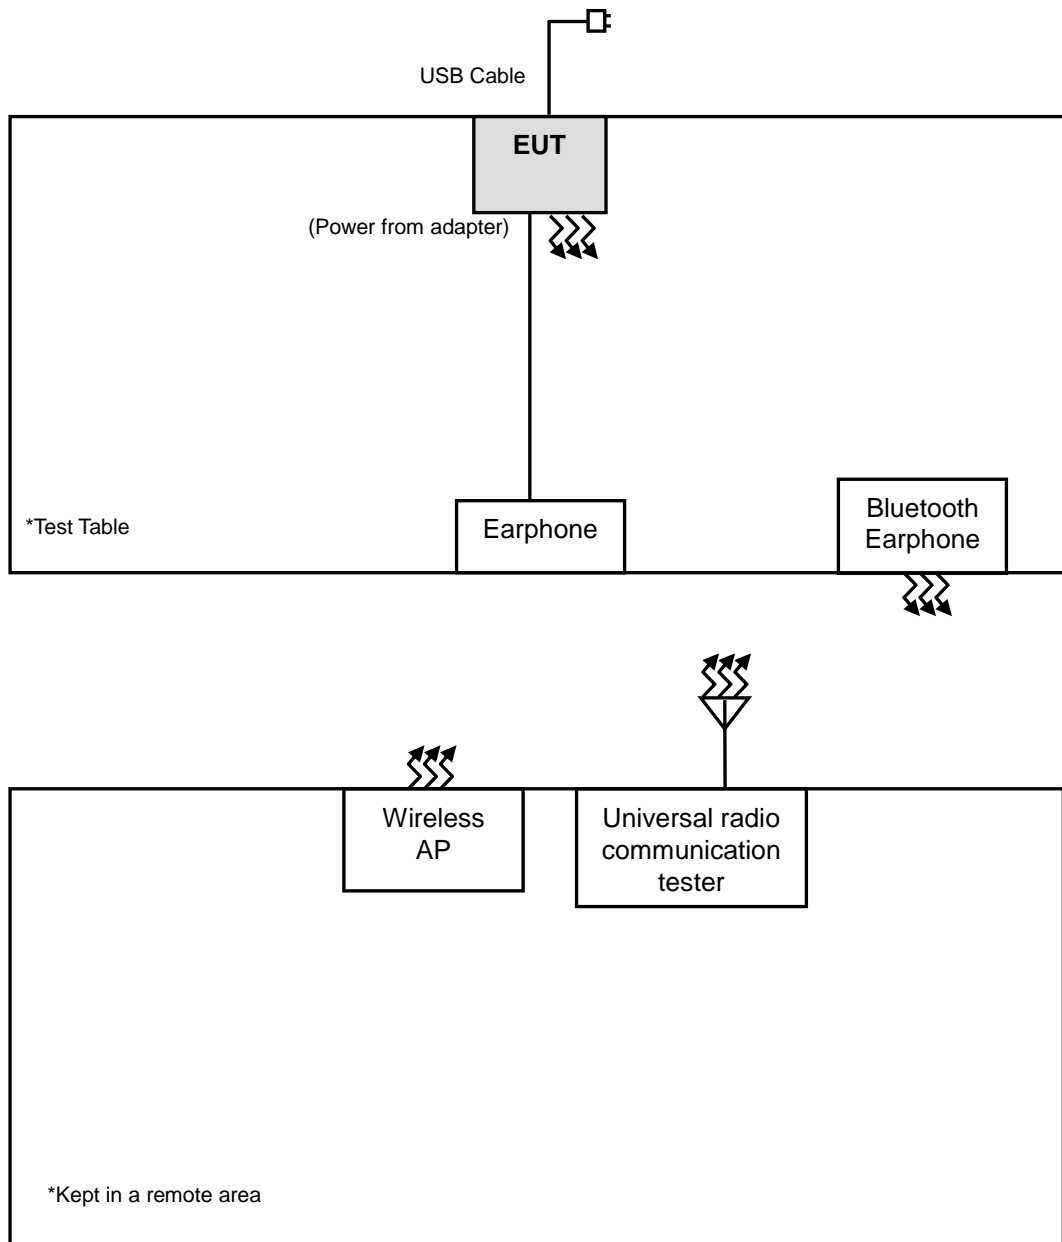 USB Cable
EUT
(Power from adapter)
*Test Table
Earphone
Bluetooth
Earphone
Wireless
AP
Universal radio
communication
tester
*Kept in a remote area